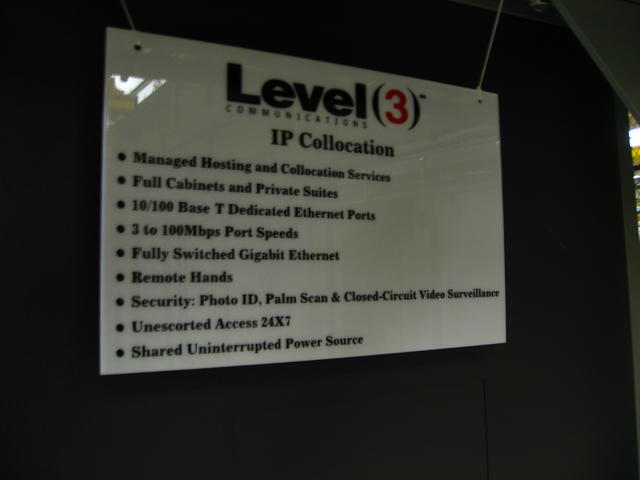 Level (3)
COMMUNICATIONS
IP Collocation
• Managed Hosting and Collocation Services
• Full Cabinets and Private Suites
• 10/100 Base T Dedicated Ethernet Ports
• 3 to 100Mbps Port Speeds
• Fully Switched Gigabit Ethernet
• Remote Hands
• Security: Photo ID, Palm Scan & Closed-Circuit Video Surveillance
• Unescorted Access 24X7
• Shared Uninterrupted Power Source